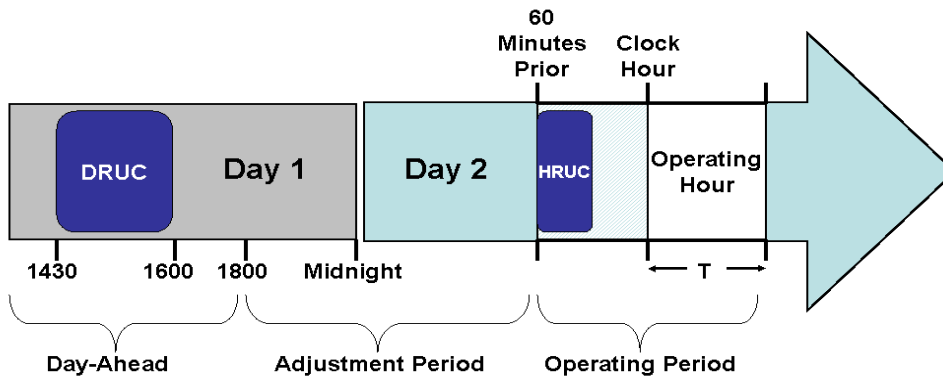 60
Minutes
Prior
Clock
Hour
DRUC
Day 1
Day 2
HRUC
Operating
Hour
1430
1600
1800
Midnight
T
Day-Ahead
Adjustment Period
Operating Period